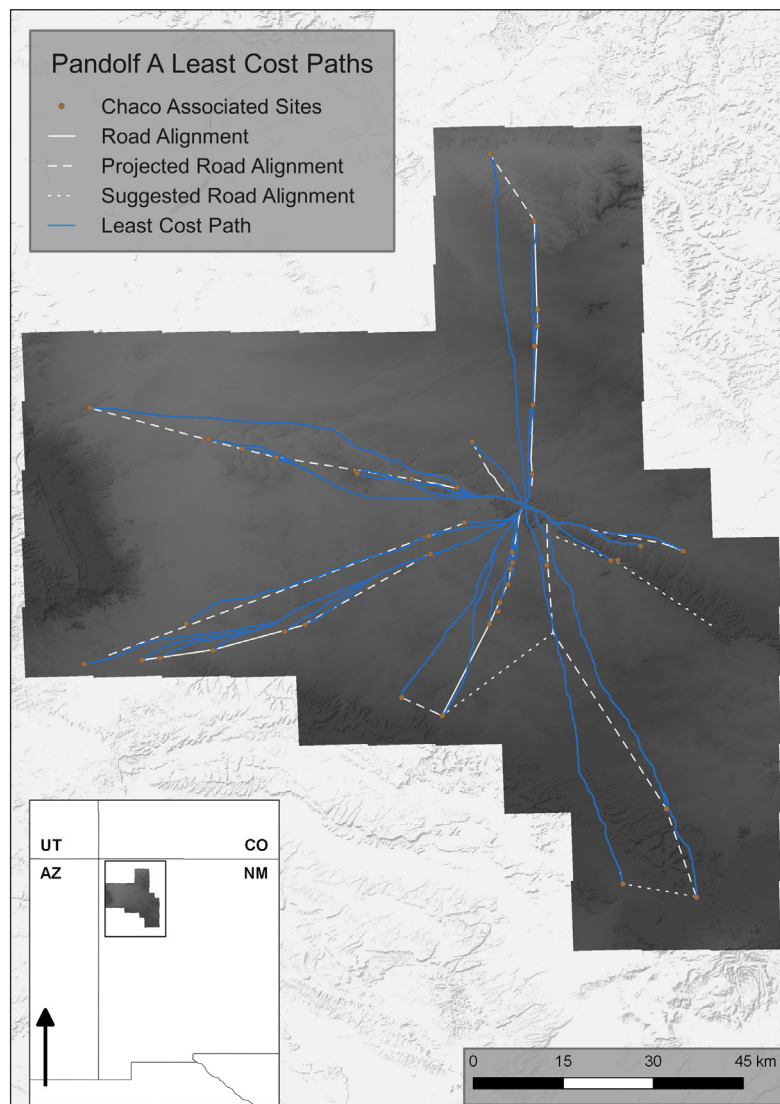 Pandolf A Least Cost Paths
Chaco Associated Sites
Road Alignment
Projected Road Alignment
Suggested Road Alignment
Least Cost Path
UT CO
AZ NM
0 15 30 45 km